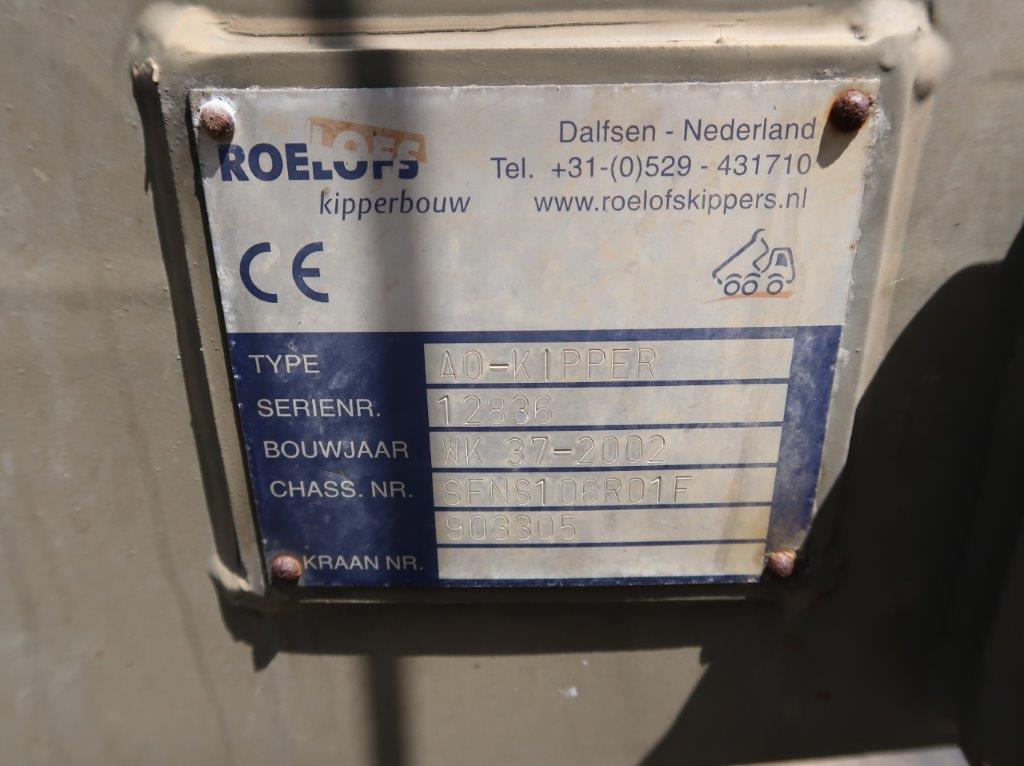 ROELOFS
kipperbouw
Dalfsen - Nederland
Tel. +31-(0)529 - 431710
www.roelofskippers.nl
CE
TYPE AO-KIPPER
SERIENR. 12836
BOUWJAAR WK 37-2002
CHASS. NR. SFNS106R01F
903305
KRAAN NR.